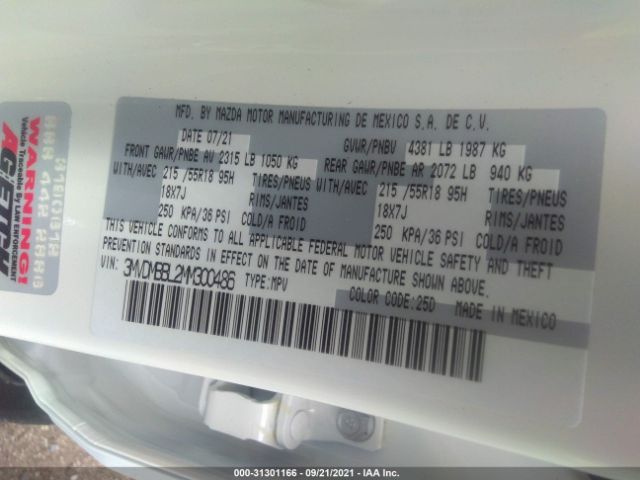 MFD. BY MAZDA MOTOR MANUFACTURING DE MEXICO S.A. DE C.V.
DATE 07/21
GVWR/PNBV 4381 LB 1987 KG
FRONT GAWR/PNBE AV 2315 LB 1050 KG
REAR GAWR/PNBE AR 2072 LB 940 KG
WITH/AVEC 215 /55R18 95H TIRES/PNEUS
WITH/AVEC 215 /55R18 95H TIRES/PNEUS
18X7J RIMS/JANTES
18X7J RIMS/JANTES
250 KPA/36 PSI COLD/A FROID
250 KPA/36 PSI COLD/A FROID
THIS VEHICLE CONFORMS TO ALL APPLICABLE FEDERAL MOTOR VEHICLE SAFETY AND THEFT
PREVENTION STANDARDS IN EFFECT ON THE DATE OF MANUFACTURE SHOWN ABOVE.
VIN: 3MVDMBBL2MM300486 TYPE:MPV
COLOR CODE:25D MADE IN MEXICO
WARNING!
Vehicle Traceable By LAW ENFORCEMENT
000-31301166 - 09/21/2021 - IAA Inc.